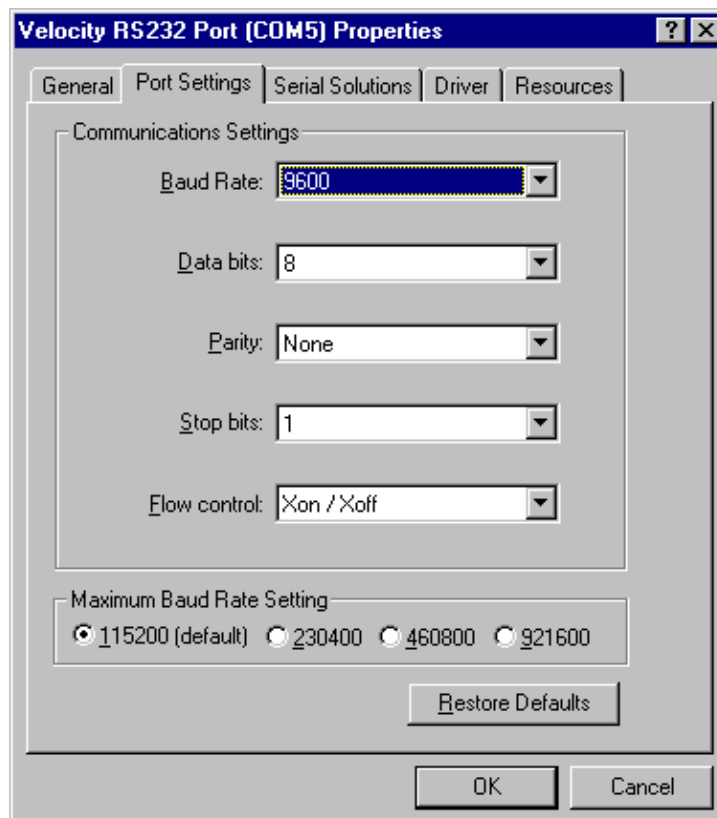 Velocity RS232 Port (COM5) Properties ? ×
General Port Settings Serial Solutions Driver Resources
Communications Settings
Baud Rate: 9600
Data bits: 8
Parity: None
Stop bits: 1
Flow control: Xon / Xoff
Maximum Baud Rate Setting
115200 (default) 230400 460800 921600
Restore Defaults
OK Cancel